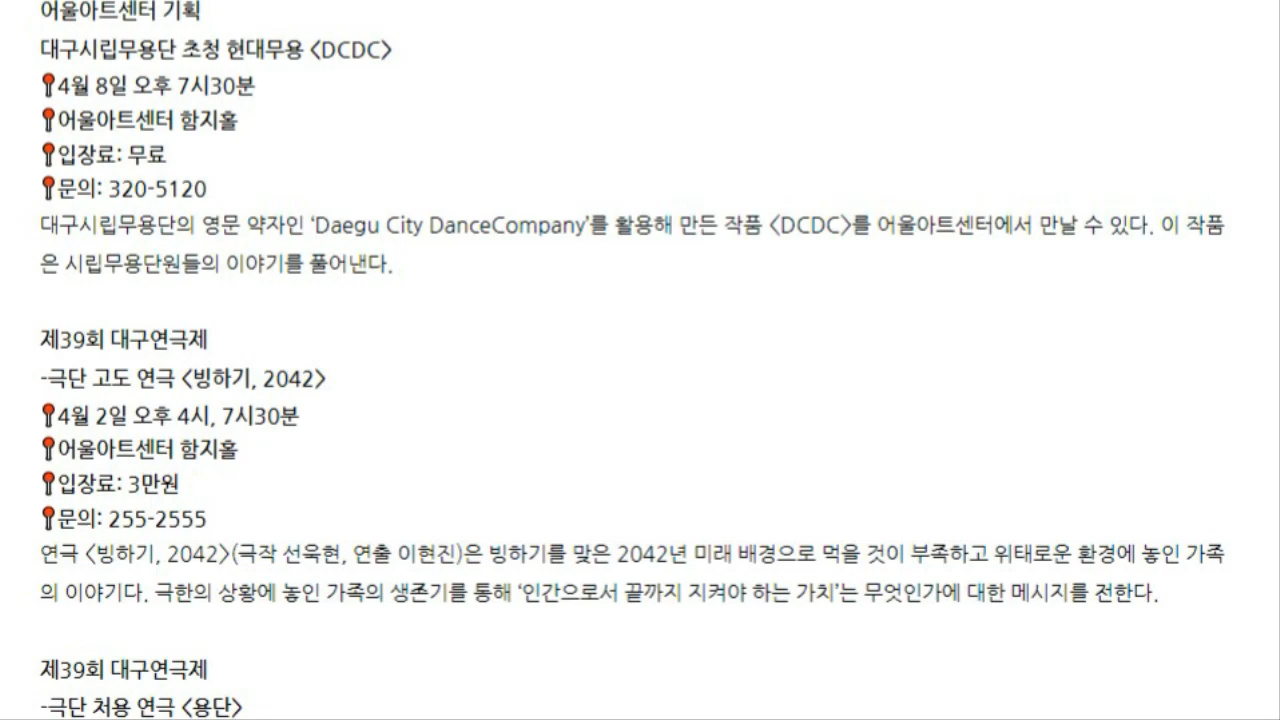 어울아트센터 기획
대구시립무용단 초청 현대무용 <DCDC>
4월 8일 오후 7시30분
어울아트센터 함지홀
입장료: 무료
문의: 320-5120
대구시립무용단의 영문 약자인 ‘Daegu City DanceCompany’를 활용해 만든 작품 <DCDC>를 어울아트센터에서 만날 수 있다. 이 작품
은 시립무용단원들의 이야기를 풀어낸다.
제39회 대구연극제
-극단 고도 연극 <빙하기, 2042>
4월 2일 오후 4시, 7시30분
어울아트센터 함지홀
입장료: 3만원
문의: 255-2555
연극 <빙하기, 2042>(극작 선욱현, 연출 이현진)은 빙하기를 맞은 2042년 미래 배경으로 먹을 것이 부족하고 위태로운 환경에 놓인 가족
의 이야기다. 극한의 상황에 놓인 가족의 생존기를 통해 ‘인간으로서 끝까지 지켜야 하는 가치’는 무엇인가에 대한 메시지를 전한다.
제39회 대구연극제
-극단 처용 연극 <용단>